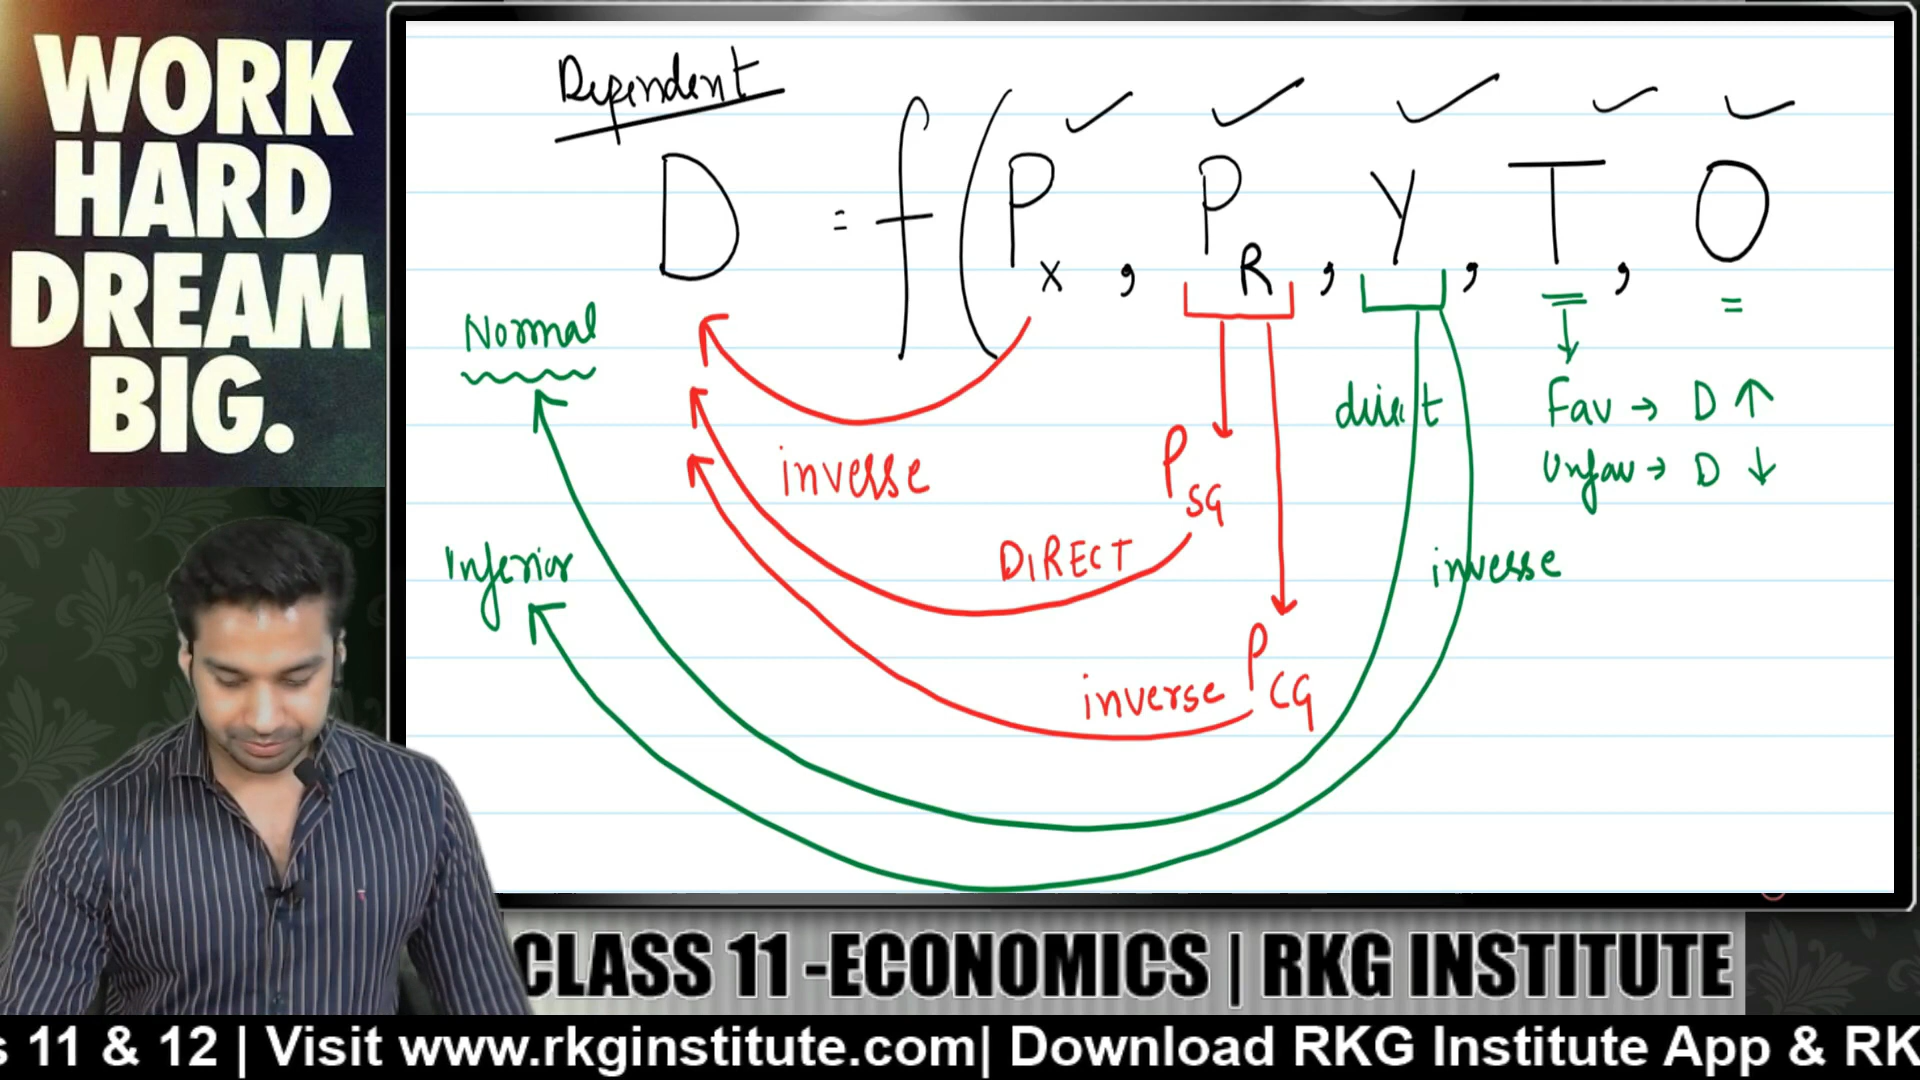 WORK
HARD
DREAM
BIG.
Dependent
D = f ( Px , PR , Y , T , O
Normal
inverse
direct
Fav → D ↑
Unfav → D ↓
PSG
DIRECT
Inferior
inverse
PCG
inverse
CLASS 11 -ECONOMICS | RKG INSTITUTE
s 11 & 12 | Visit www.rkginstitute.com| Download RKG Institute App & RK